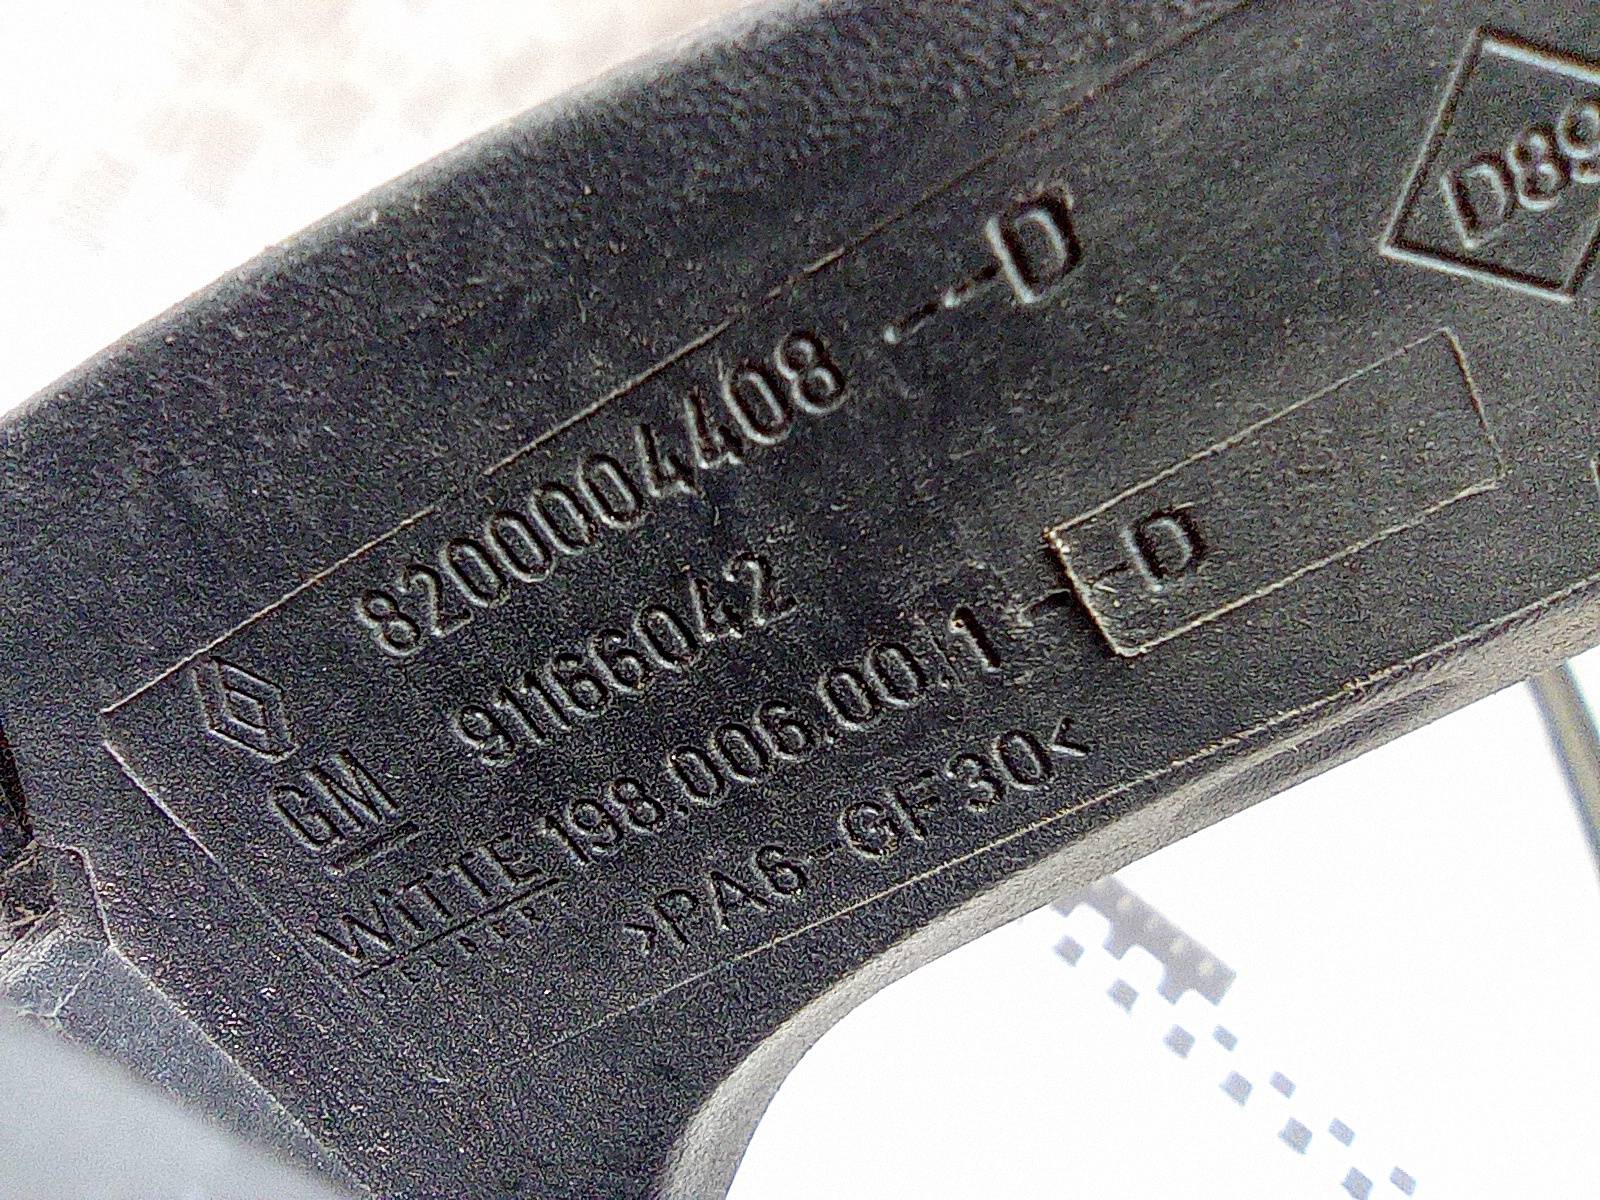 D89
8200004408 --- D
GM 91166042
WITTE 198.006.00/1 -- D
>PA6-GF30<